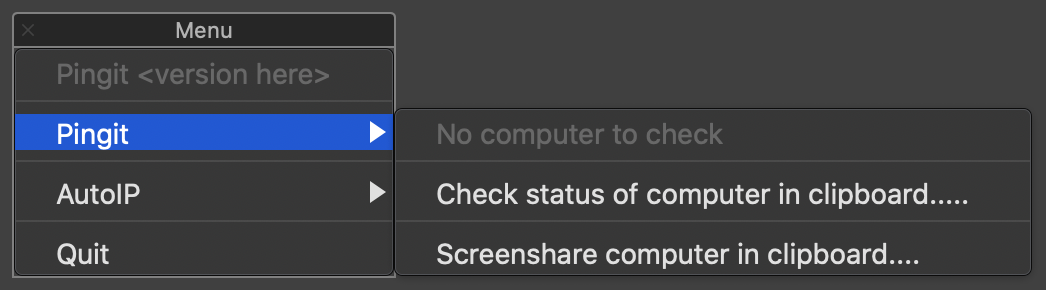 Menu
Pingit <version here>
Pingit
No computer to check
AutoIP
Check status of computer in clipboard.....
Quit
Screenshare computer in clipboard....